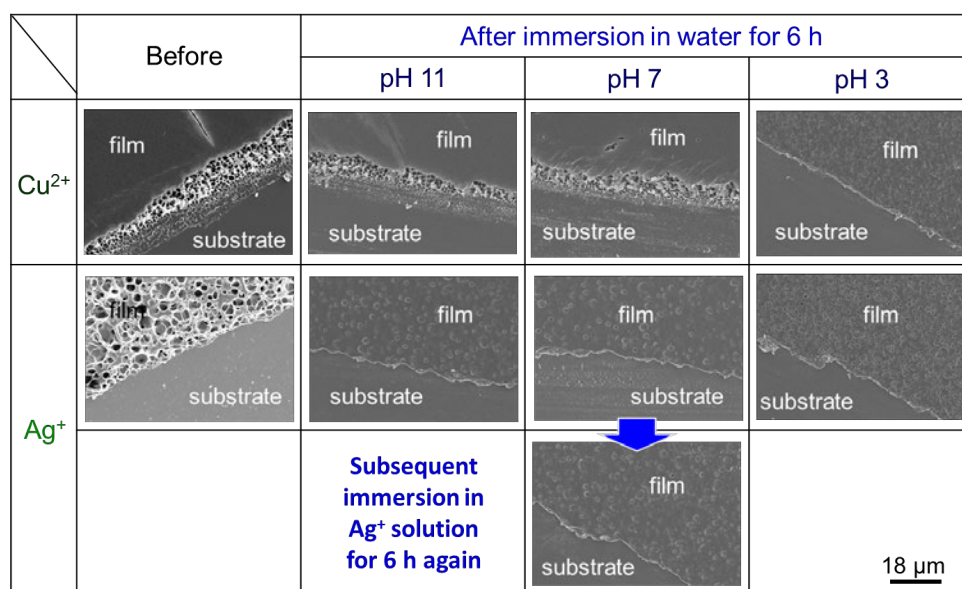 Before
After immersion in water for 6 h
pH 11
pH 7
pH 3
Cu²⁺
film
substrate
film
substrate
film
substrate
film
substrate
Ag⁺
film
substrate
film
substrate
film
substrate
film
substrate
Subsequent
immersion in
Ag⁺ solution
for 6 h again
film
substrate
18 µm